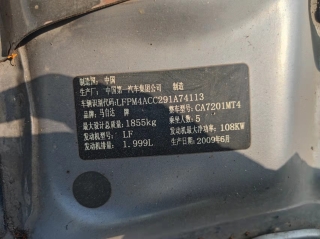 制造国：中国
生产厂：中国第一汽车集团公司 制造
车辆识别代码：LFPM4ACC291A74113
品牌：马自达 牌 整车型号：CA7201MT4
最大设计总质量：1855kg 乘坐人数：5
发动机型号：LF 发动机最大净功率：108KW
发动机排量：1.999L 生产日期：2009年6月